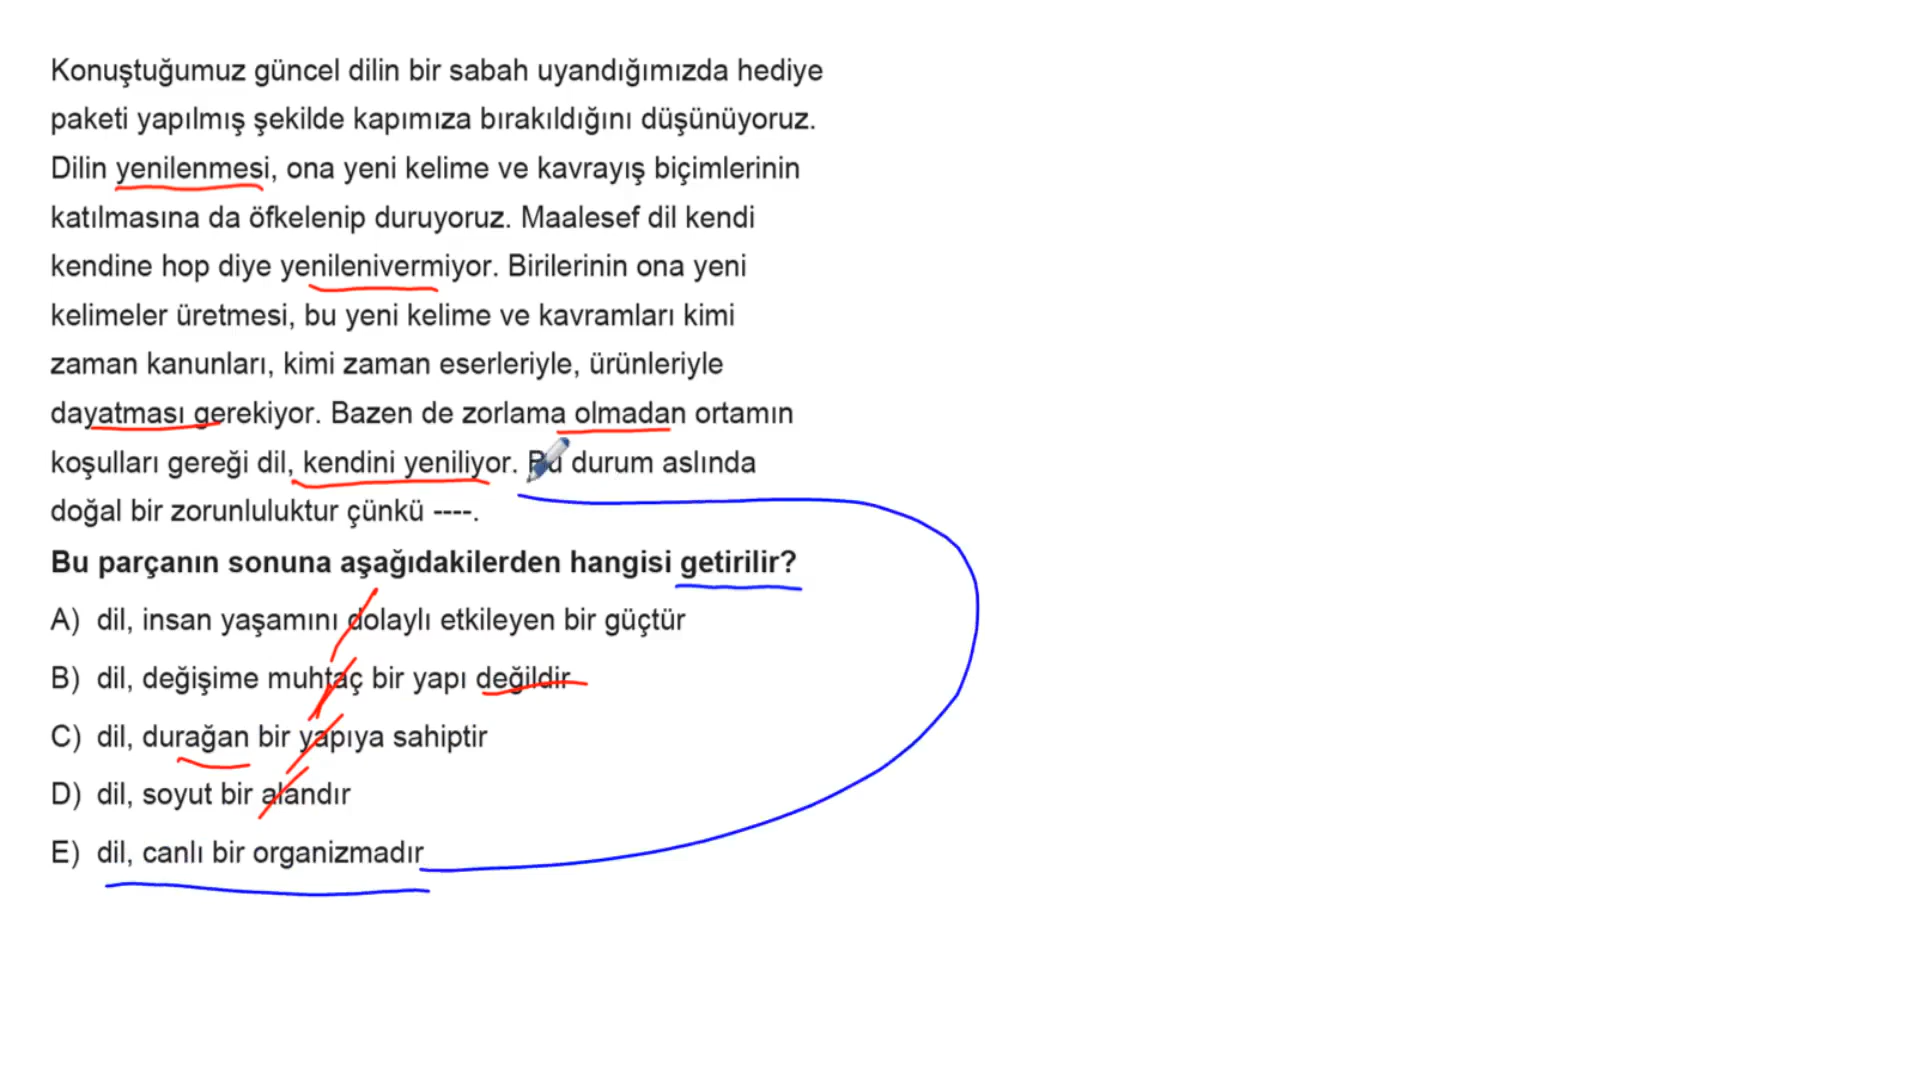 Konuştuğumuz güncel dilin bir sabah uyandığımızda hediye
paketi yapılmış şekilde kapımıza bırakıldığını düşünüyoruz.
Dilin yenilenmesi, ona yeni kelime ve kavrayış biçimlerinin
katılmasına da öfkelenip duruyoruz. Maalesef dil kendi
kendine hop diye yenilenivermiyor. Birilerinin ona yeni
kelimeler üretmesi, bu yeni kelime ve kavramları kimi
zaman kanunları, kimi zaman eserleriyle, ürünleriyle
dayatması gerekiyor. Bazen de zorlama olmadan ortamın
koşulları gereği dil, kendini yeniliyor. Bu durum aslında
doğal bir zorunluluktur çünkü ----.
Bu parçanın sonuna aşağıdakilerden hangisi getirilir?
A) dil, insan yaşamını dolaylı etkileyen bir güçtür
B) dil, değişime muhtaç bir yapı değildir
C) dil, durağan bir yapıya sahiptir
D) dil, soyut bir alandır
E) dil, canlı bir organizmadır